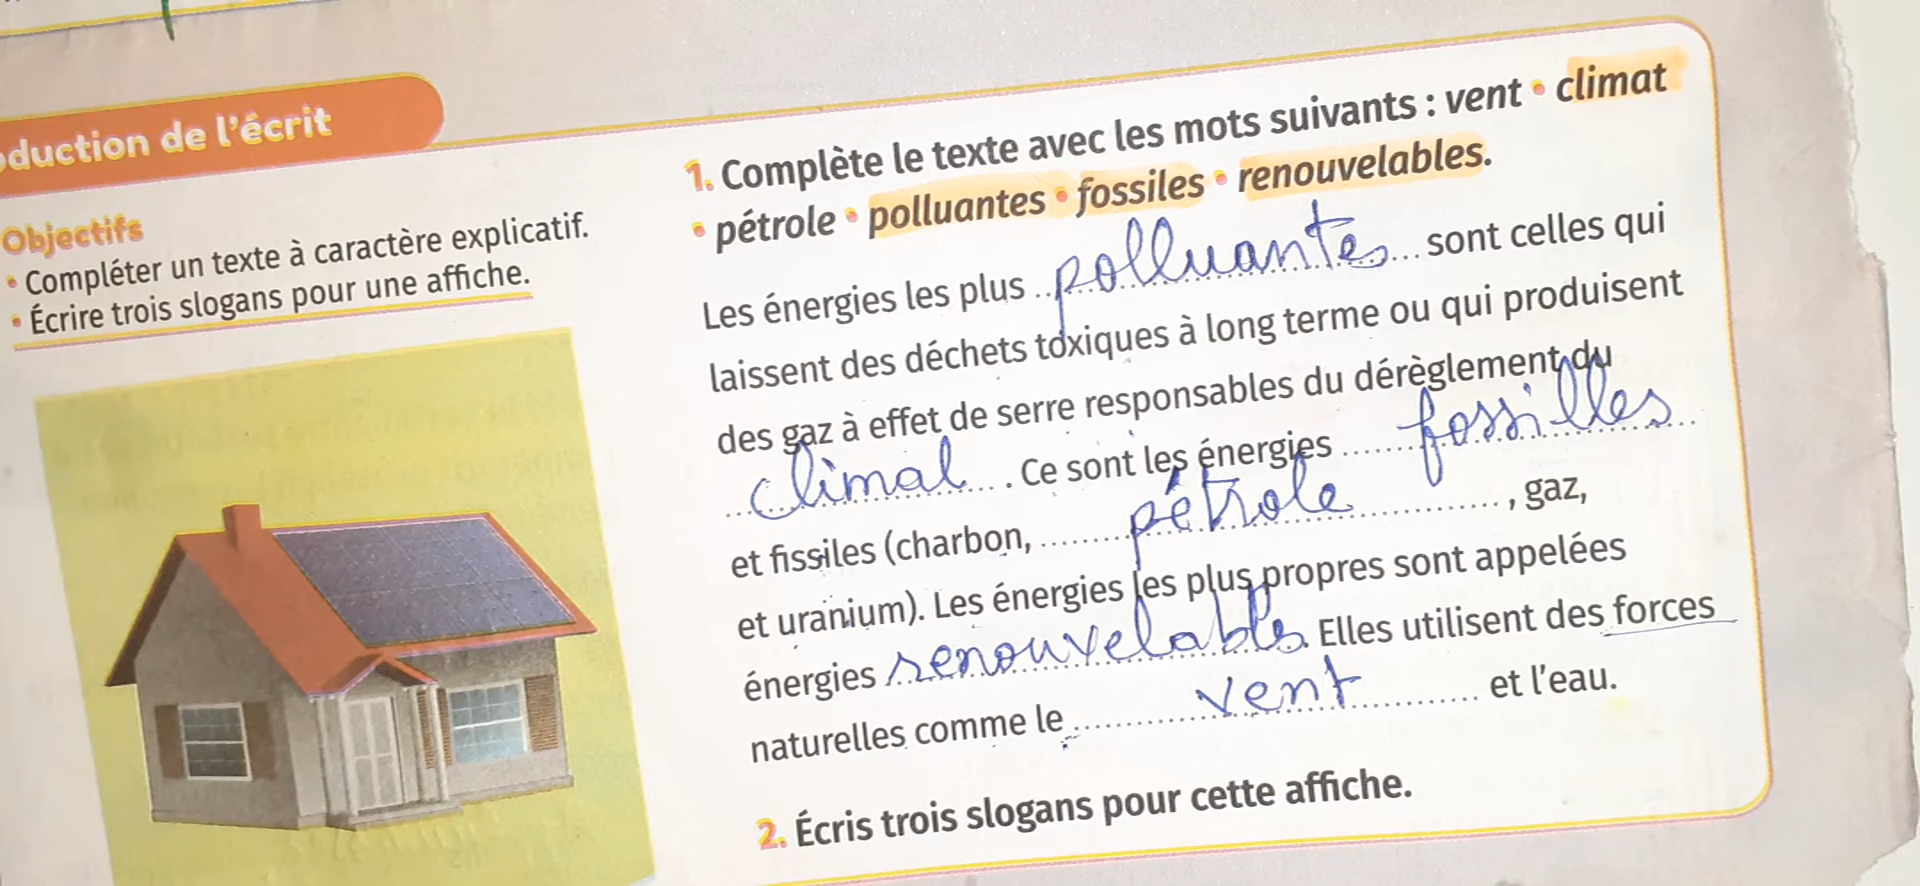 duction de l'écrit
Objectifs
• Compléter un texte à caractère explicatif.
• Écrire trois slogans pour une affiche.
1. Complète le texte avec les mots suivants : vent • climat
• pétrole • polluantes • fossiles • renouvelables.
Les énergies les plus polluantes sont celles qui
laissent des déchets toxiques à long terme ou qui produisent
des gaz à effet de serre responsables du dérèglement du
climal . Ce sont les énergies fossilles
et fissiles (charbon, pétrole , gaz,
et uranium). Les énergies les plus propres sont appelées
énergies renouvelables. Elles utilisent des forces
naturelles comme le vent et l'eau.
2. Écris trois slogans pour cette affiche.